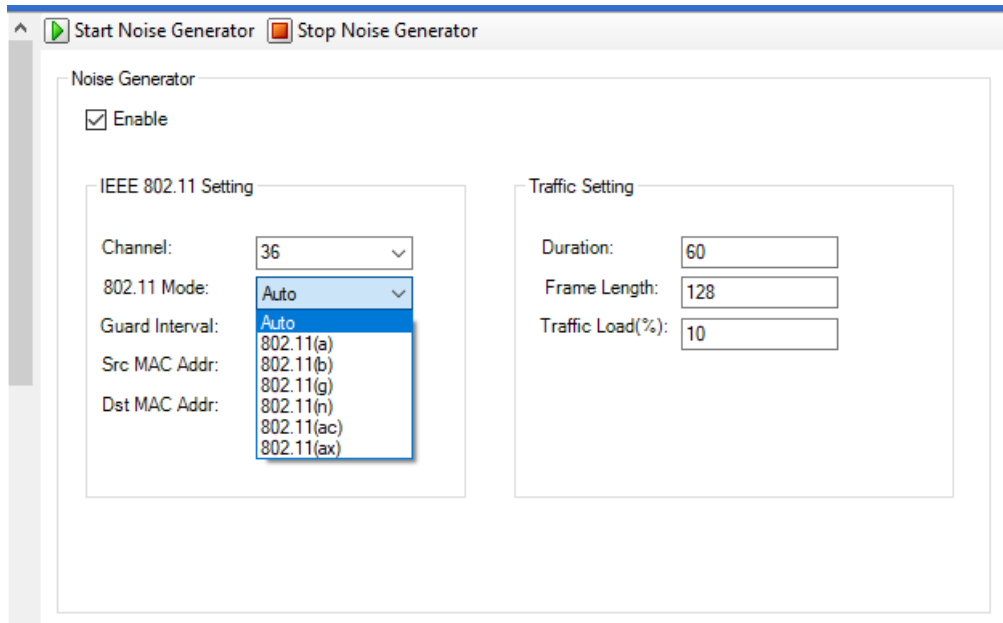 Start Noise Generator Stop Noise Generator
Noise Generator
Enable
IEEE 802.11 Setting
Channel: 36
802.11 Mode: Auto
Guard Interval:
Src MAC Addr:
Dst MAC Addr:
Auto
802.11(a)
802.11(b)
802.11(g)
802.11(n)
802.11(ac)
802.11(ax)
Traffic Setting
Duration: 60
Frame Length: 128
Traffic Load(%): 10